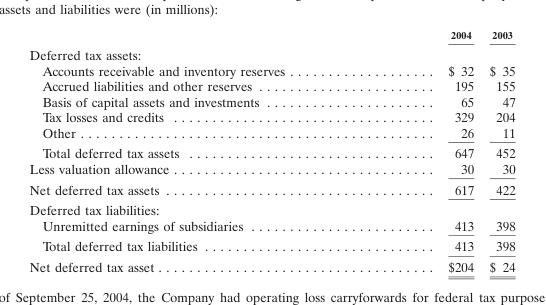 assets and liabilities were (in millions):
2004 2003
Deferred tax assets:
Accounts receivable and inventory reserves . . . . . . . . . . . . . . . . . . . . $ 32 $ 35
Accrued liabilities and other reserves . . . . . . . . . . . . . . . . . . . . . . . . 195 155
Basis of capital assets and investments . . . . . . . . . . . . . . . . . . . . . . . 65 47
Tax losses and credits . . . . . . . . . . . . . . . . . . . . . . . . . . . . . . . . . . . . 329 204
Other . . . . . . . . . . . . . . . . . . . . . . . . . . . . . . . . . . . . . . . . . . . . . . . . . 26 11
Total deferred tax assets . . . . . . . . . . . . . . . . . . . . . . . . . . . . . . . . . . 647 452
Less valuation allowance . . . . . . . . . . . . . . . . . . . . . . . . . . . . . . . . . . . . 30 30
Net deferred tax assets . . . . . . . . . . . . . . . . . . . . . . . . . . . . . . . . . . . . . 617 422
Deferred tax liabilities:
Unremitted earnings of subsidiaries . . . . . . . . . . . . . . . . . . . . . . . . . 413 398
Total deferred tax liabilities . . . . . . . . . . . . . . . . . . . . . . . . . . . . . . . . 413 398
Net deferred tax asset . . . . . . . . . . . . . . . . . . . . . . . . . . . . . . . . . . . . . . $204 $ 24
of September 25, 2004, the Company had operating loss carryforwards for federal tax purpose